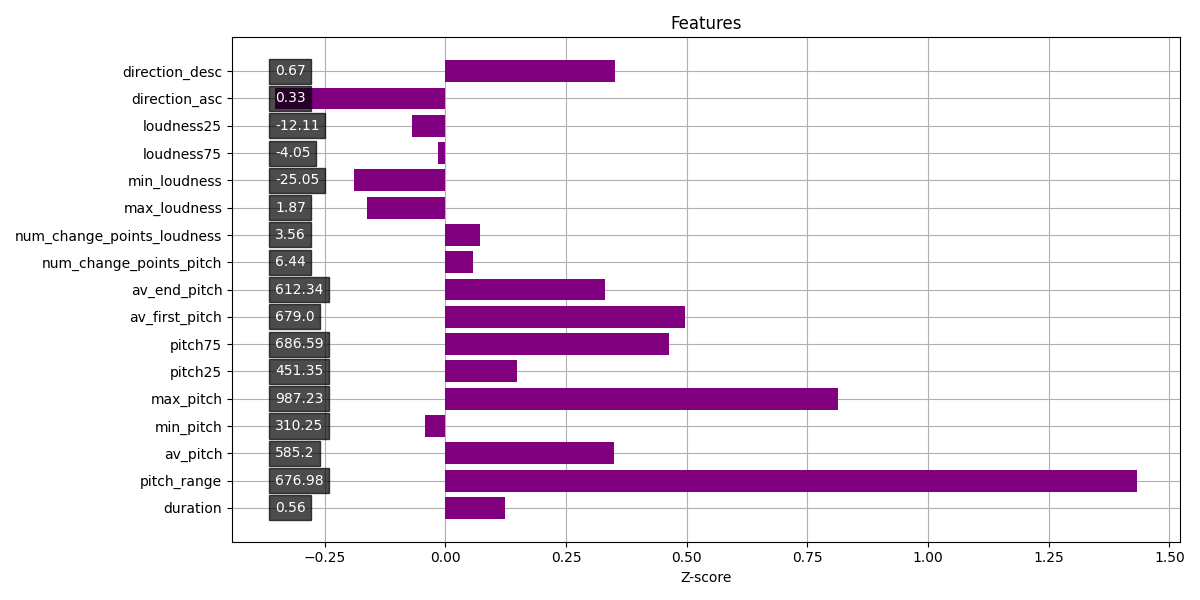 Features
direction_desc 0.67
direction_asc 0.33
loudness25 -12.11
loudness75 -4.05
min_loudness -25.05
max_loudness 1.87
num_change_points_loudness 3.56
num_change_points_pitch 6.44
av_end_pitch 612.34
av_first_pitch 679.0
pitch75 686.59
pitch25 451.35
max_pitch 987.23
min_pitch 310.25
av_pitch 585.2
pitch_range 676.98
duration 0.56
−0.25 0.00 0.25 0.50 0.75 1.00 1.25 1.50
Z-score